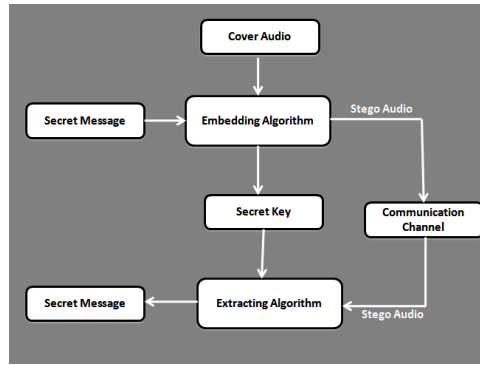 Cover Audio
Stego Audio
Secret Message
Embedding Algorithm
Secret Key
Communication
Channel
Secret Message
Extracting Algorithm
Stego Audio